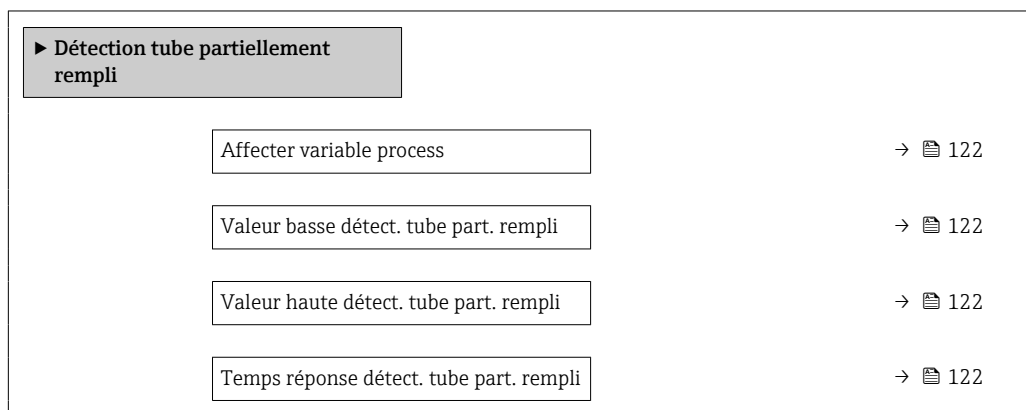 ► Détection tube partiellement
rempli
Affecter variable process → 122
Valeur basse détect. tube part. rempli → 122
Valeur haute détect. tube part. rempli → 122
Temps réponse détect. tube part. rempli → 122